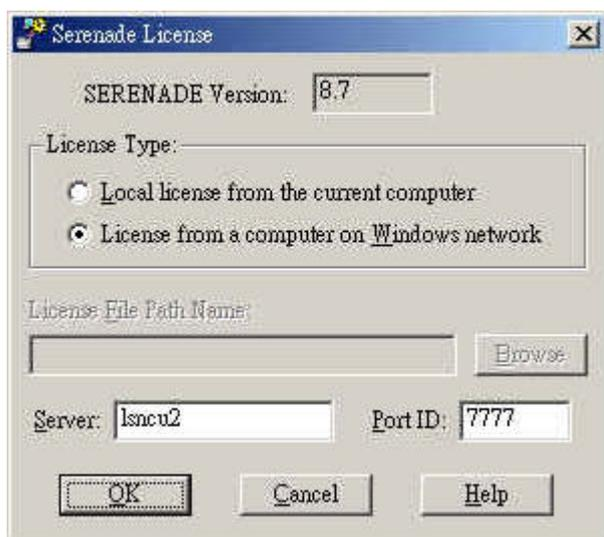 Serenade License
SERENADE Version: 8.7
License Type:
Local license from the current computer
License from a computer on Windows network
License File Path Name:
Browse
Server: lsncu2 Port ID: 7777
OK Cancel Help